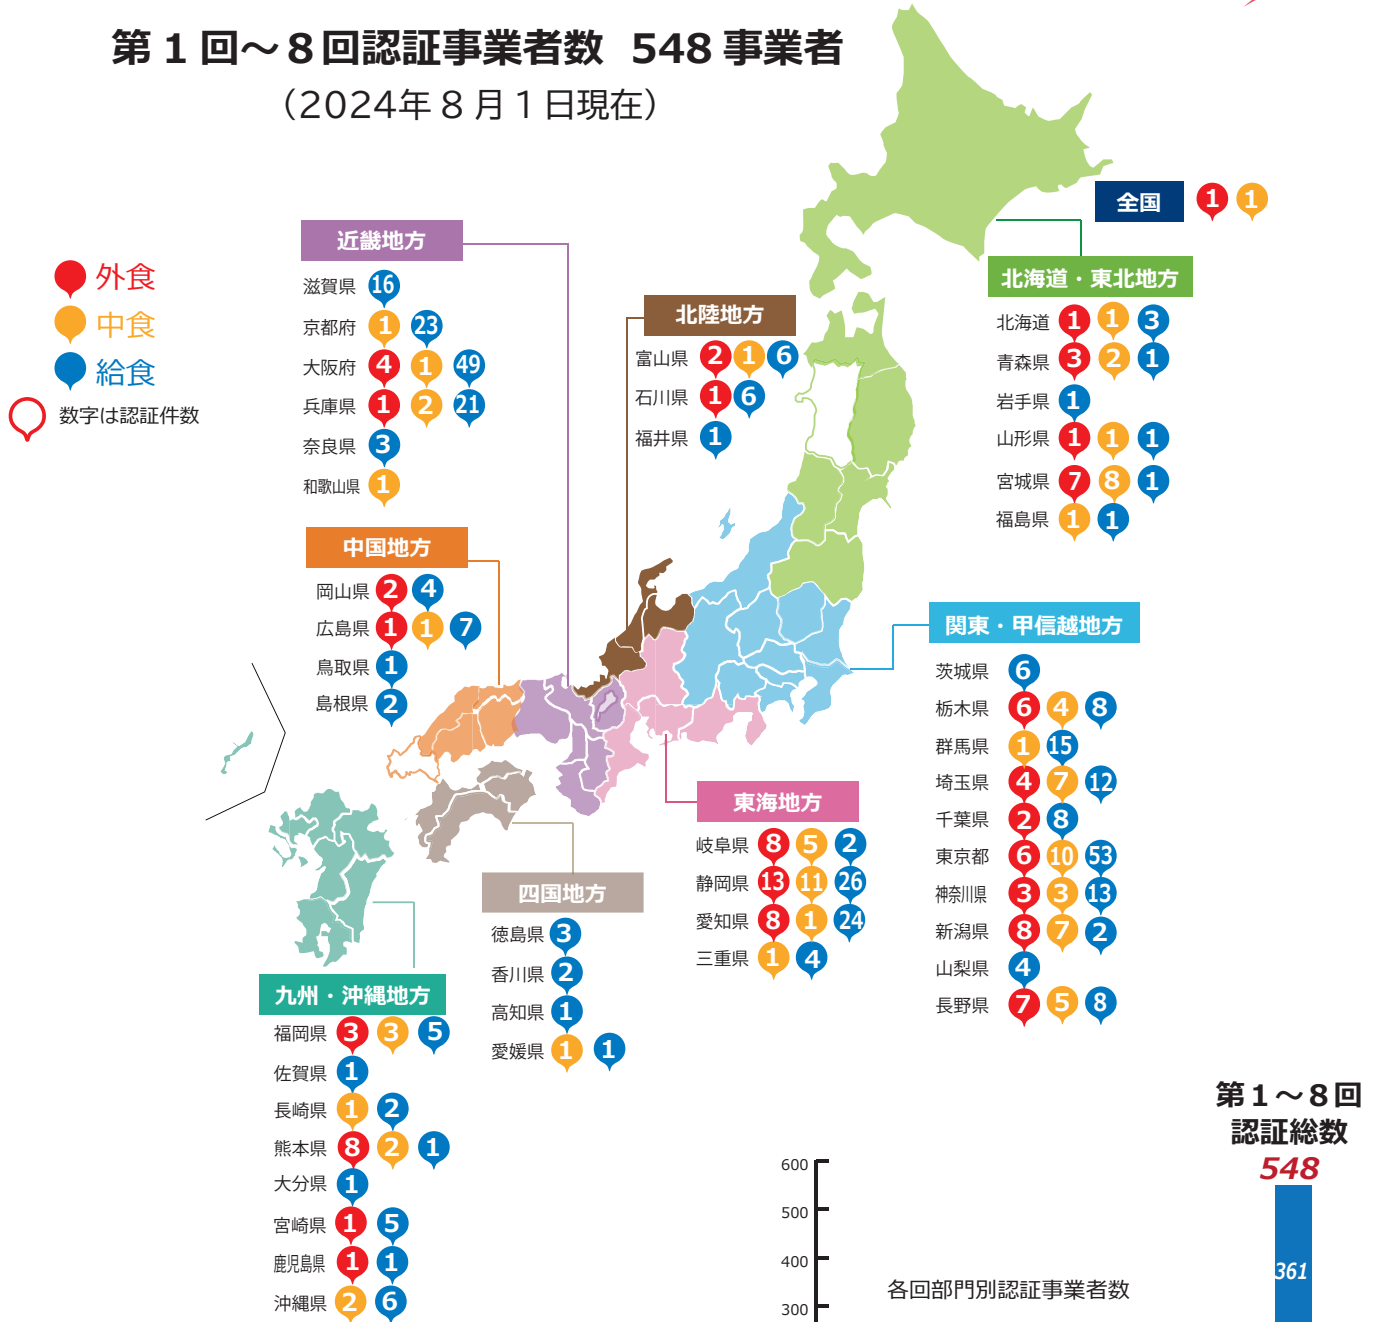 第1回～8回認証事業者数 548事業者
（2024年8月1日現在）
外食
中食
給食
数字は認証件数
全国 1 1
北海道・東北地方
北海道 1 1 3
青森県 3 2 1
岩手県 1
山形県 1 1 1
宮城県 7 8 1
福島県 1 1
近畿地方
滋賀県 16
京都府 1 23
大阪府 4 1 49
兵庫県 1 2 21
奈良県 3
和歌山県 1
北陸地方
富山県 2 1 6
石川県 1 6
福井県 1
中国地方
岡山県 2 4
広島県 1 1 7
鳥取県 1
島根県 2
関東・甲信越地方
茨城県 6
栃木県 6 4 8
群馬県 1 15
埼玉県 4 7 12
千葉県 2 8
東京都 6 10 53
神奈川県 3 3 13
新潟県 8 7 2
山梨県 4
長野県 7 5 8
東海地方
岐阜県 8 5 2
静岡県 13 11 26
愛知県 8 1 24
三重県 1 4
四国地方
徳島県 3
香川県 2
高知県 1
愛媛県 1 1
九州・沖縄地方
福岡県 3 3 5
佐賀県 1
長崎県 1 2
熊本県 8 2 1
大分県 1
宮崎県 1 5
鹿児島県 1 1
沖縄県 2 6
第1～8回
認証総数
548
361
600
500
400
300
各回部門別認証事業者数